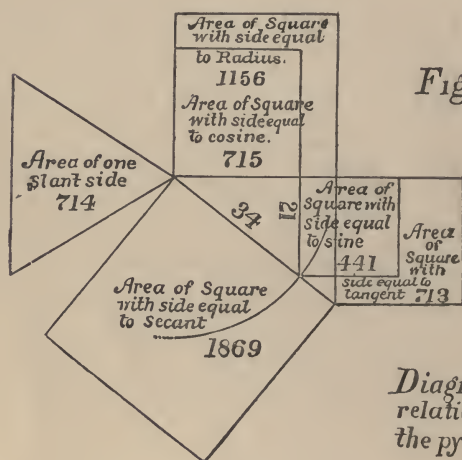 Area of Square
with side equal
to Radius.
1156
Area of Square
with side equal
to cosine.
715
Fig
Area of one
slant side
714
34
21
Area of
Square with
Side equal
to sine
441
Area
of
Square
with
side equal to
tangent 713
Area of Square
with side equal
to Secant
1869
Diagr
relati
the py